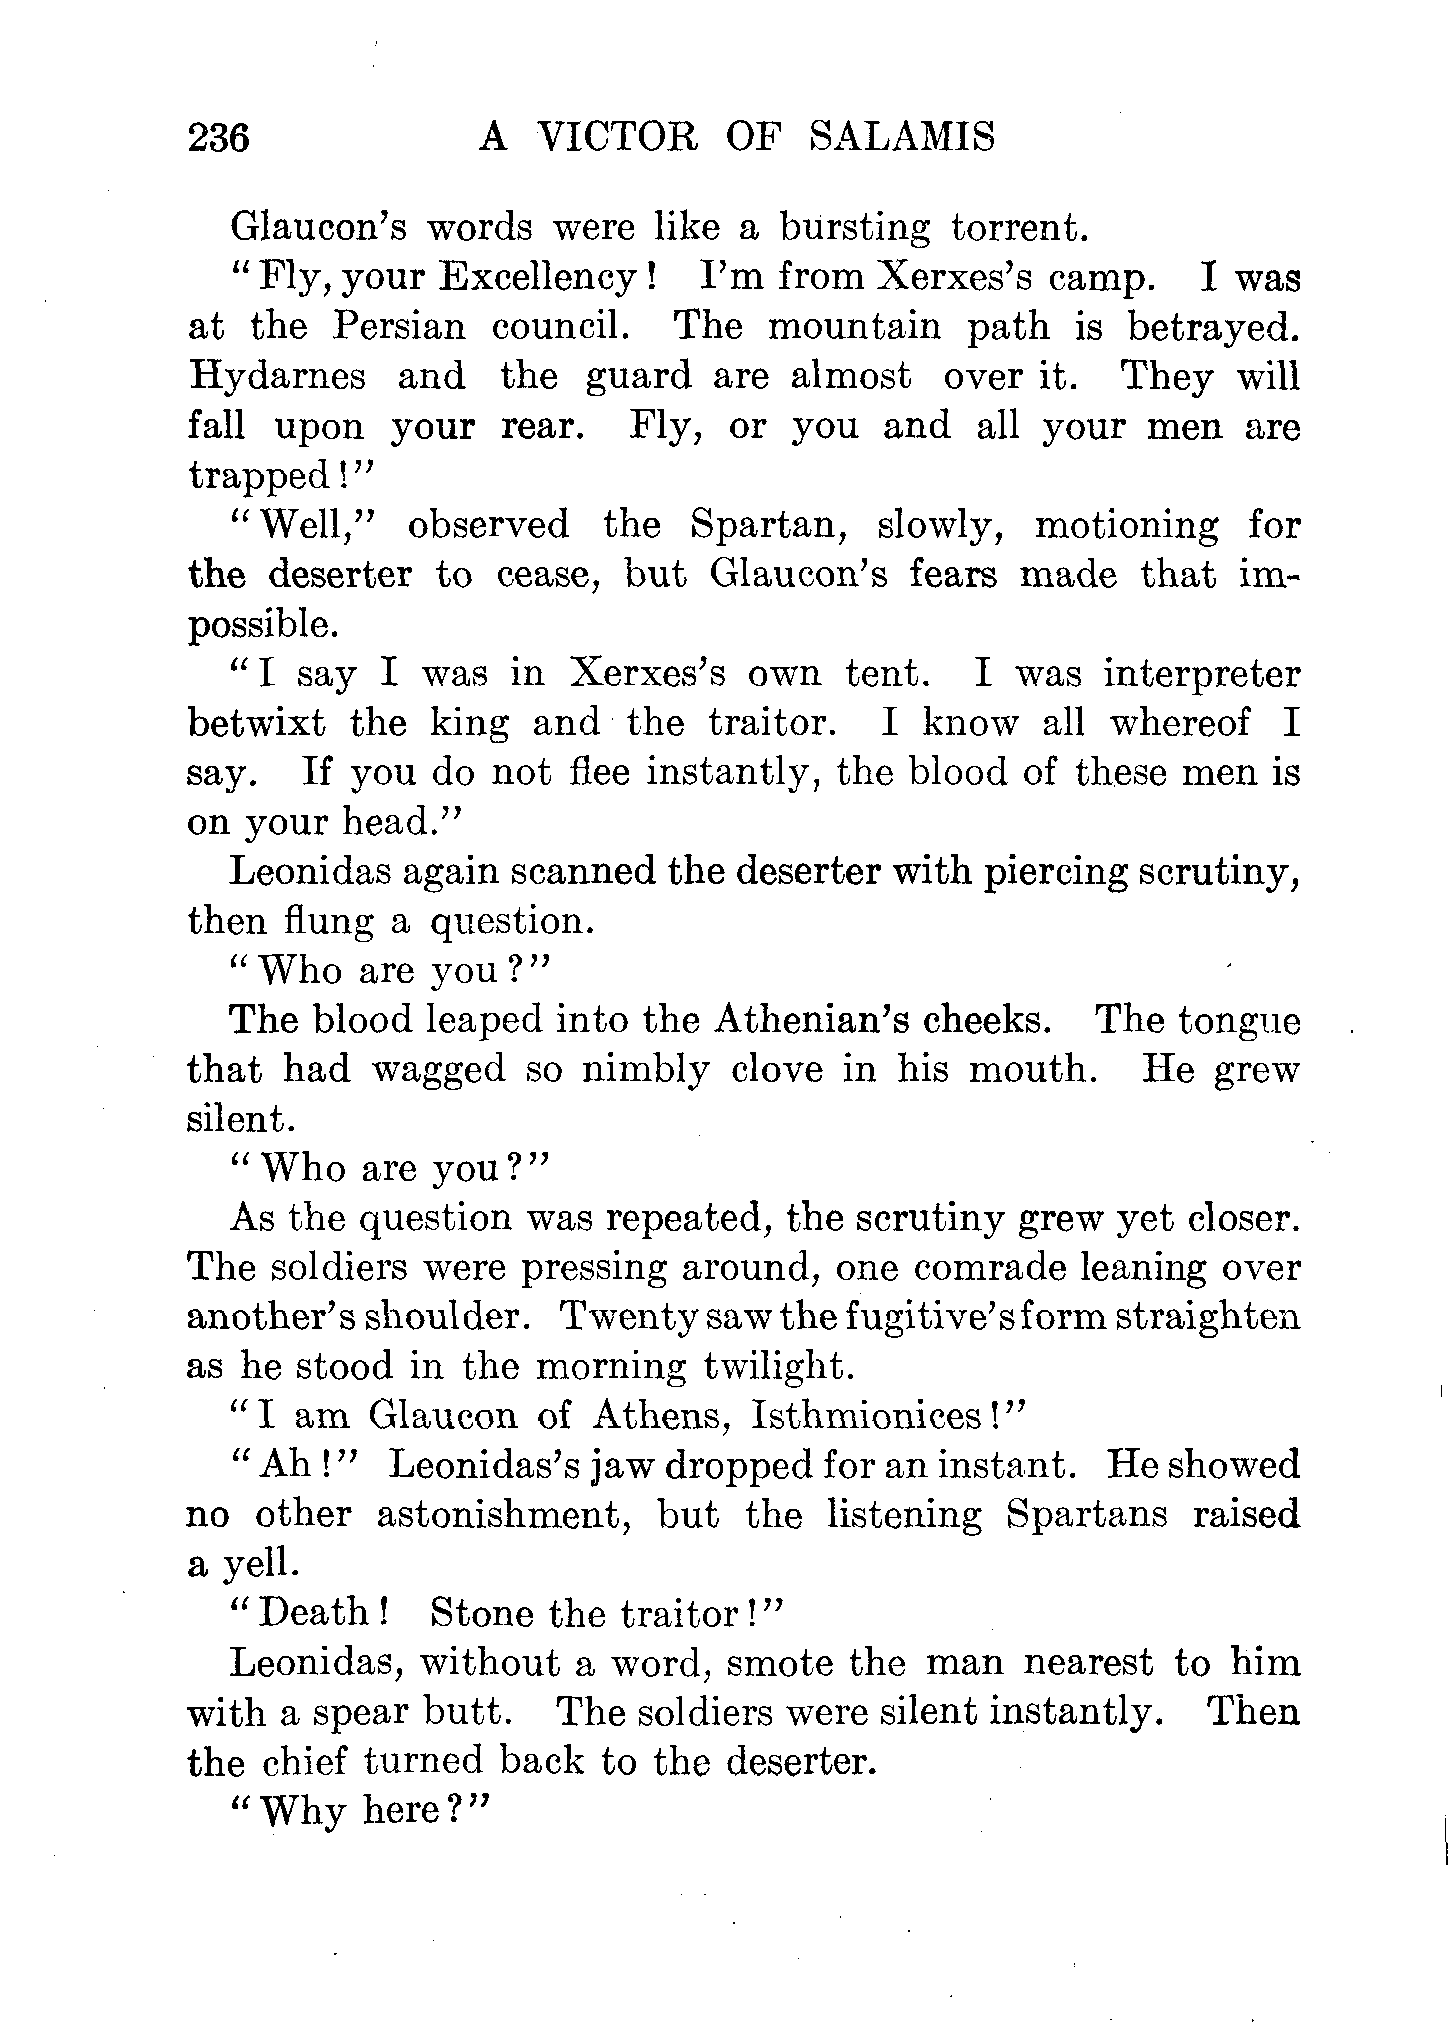 236 A VICTOR OF SALAMIS
Glaucon's words were like a bursting torrent.
"Fly, your Excellency! I'm from Xerxes's camp. I was
at the Persian council. The mountain path is betrayed.
Hydarnes and the guard are almost over it. They will
fall upon your rear. Fly, or you and all your men are
trapped!"
"Well," observed the Spartan, slowly, motioning for
the deserter to cease, but Glaucon's fears made that im-
possible.
"I say I was in Xerxes's own tent. I was interpreter
betwixt the king and the traitor. I know all whereof I
say. If you do not flee instantly, the blood of these men is
on your head."
Leonidas again scanned the deserter with piercing scrutiny,
then flung a question.
"Who are you?"
The blood leaped into the Athenian's cheeks. The tongue
that had wagged so nimbly clove in his mouth. He grew
silent.
"Who are you?"
As the question was repeated, the scrutiny grew yet closer.
The soldiers were pressing around, one comrade leaning over
another's shoulder. Twenty saw the fugitive's form straighten
as he stood in the morning twilight.
"I am Glaucon of Athens, Isthmionices!"
"Ah!" Leonidas's jaw dropped for an instant. He showed
no other astonishment, but the listening Spartans raised
a yell.
"Death! Stone the traitor!"
Leonidas, without a word, smote the man nearest to him
with a spear butt. The soldiers were silent instantly. Then
the chief turned back to the deserter.
"Why here?"